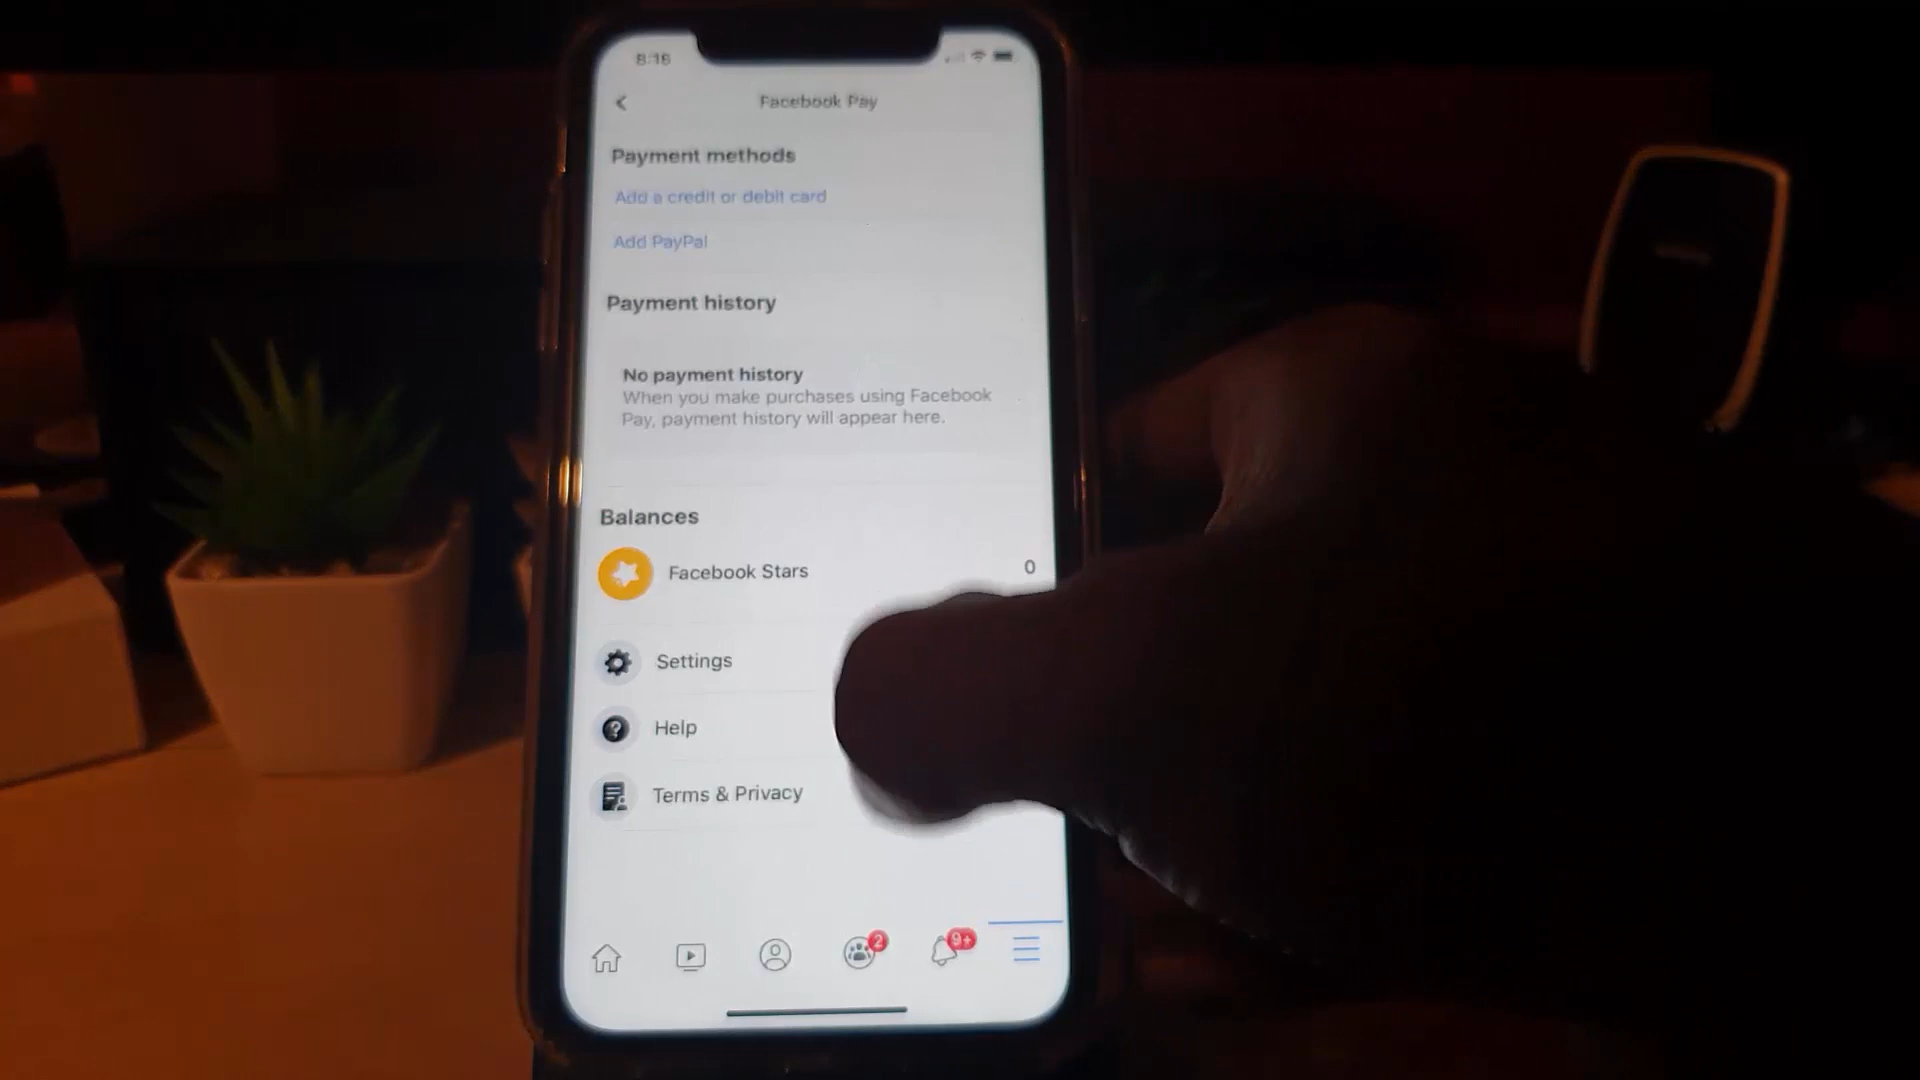 8:16
Facebook Pay
Payment methods
Add a credit or debit card
Add PayPal
Payment history
No payment history
When you make purchases using Facebook
Pay, payment history will appear here.
Balances
Facebook Stars 0
Settings
Help
Terms & Privacy
2
9+